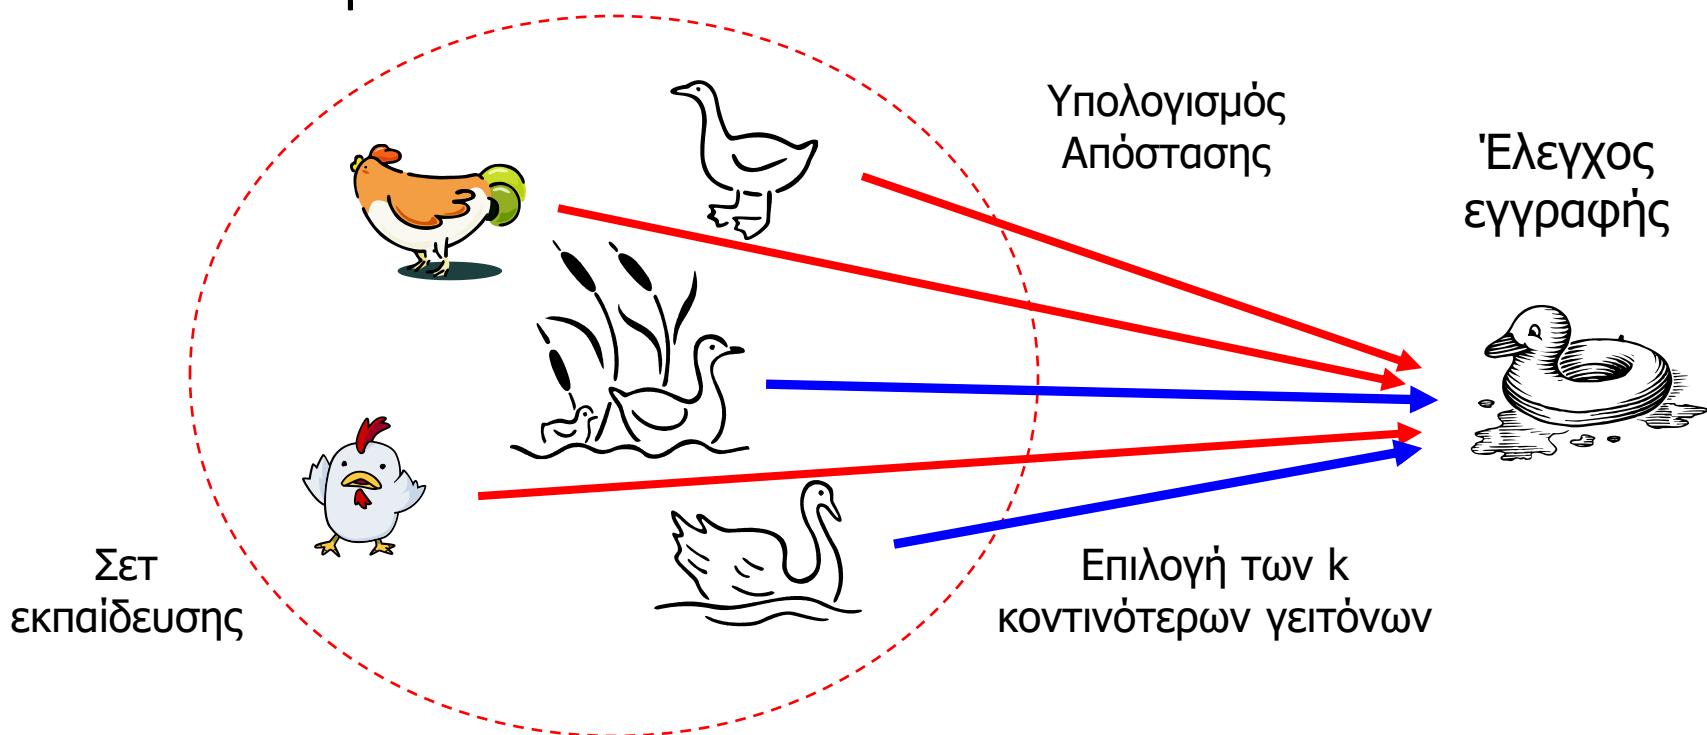 Υπολογισμός
Απόστασης
Έλεγχος
εγγραφής
Σετ
εκπαίδευσης
Επιλογή των k
κοντινότερων γειτόνων